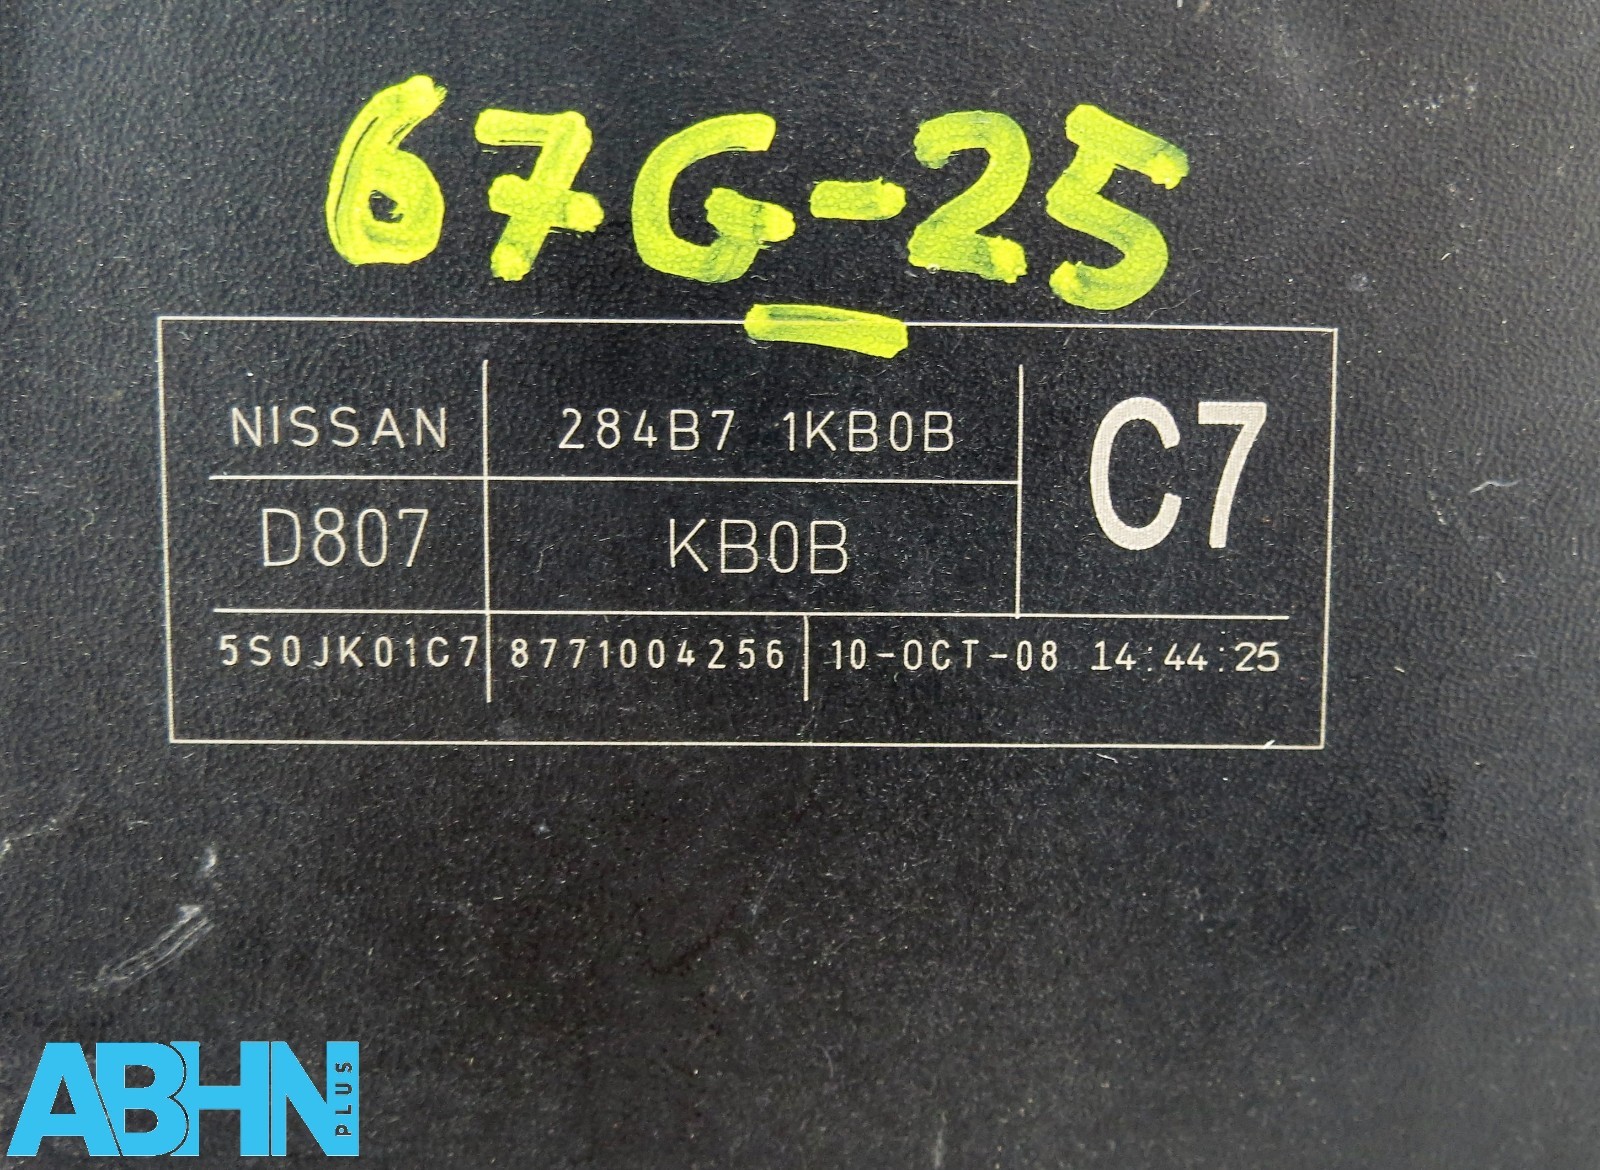 67G-25
NISSAN 284B7 1KB0B C7
D807 KB0B
5S0JK01C7 8771004256 10-OCT-08 14:44:25
ABHN PLUS